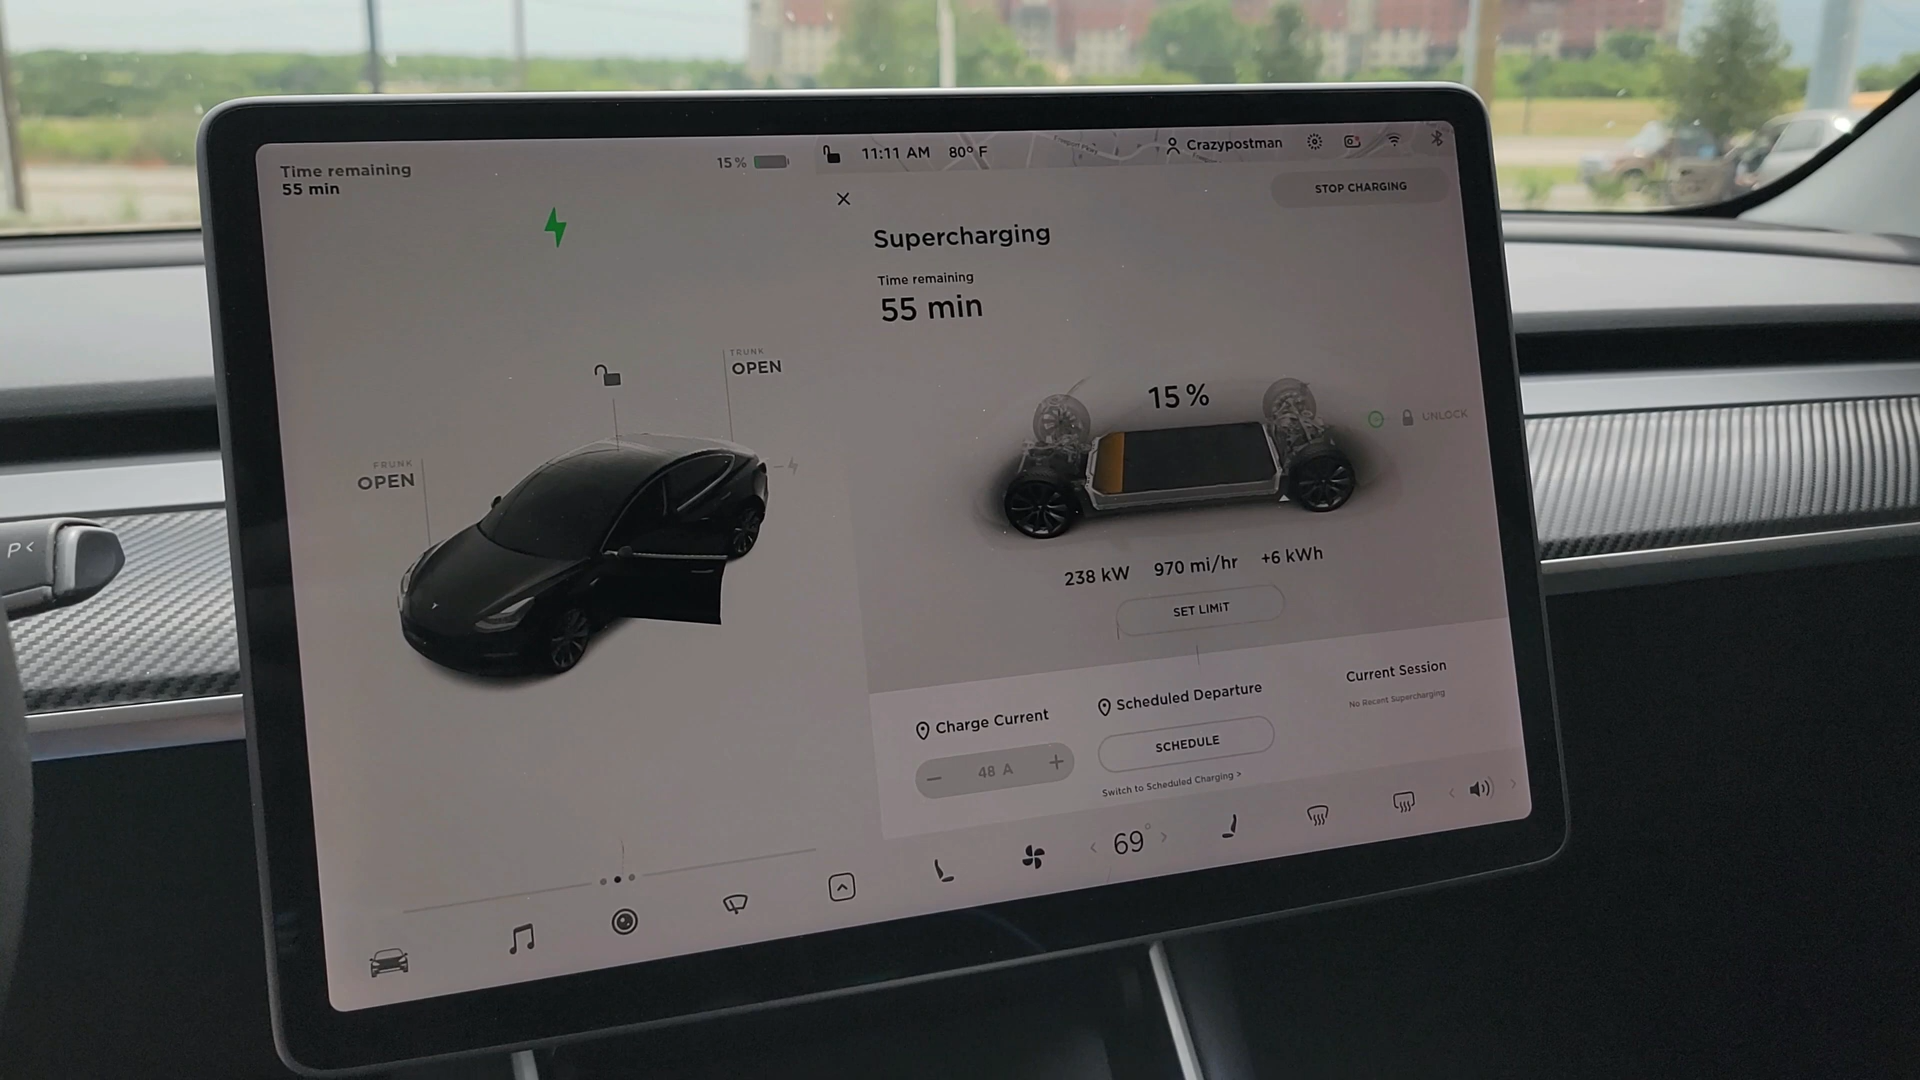 Time remaining
55 min
15 %
11:11 AM
80° F
Crazypostman
STOP CHARGING
Supercharging
Time remaining
55 min
TRUNK
OPEN
FRUNK
OPEN
15 %
UNLOCK
238 kW
970 mi/hr
+6 kWh
SET LIMIT
P <
Charge Current
− 48 A +
Scheduled Departure
SCHEDULE
Switch to Scheduled Charging >
Current Session
No Recent Supercharging
< 69° >